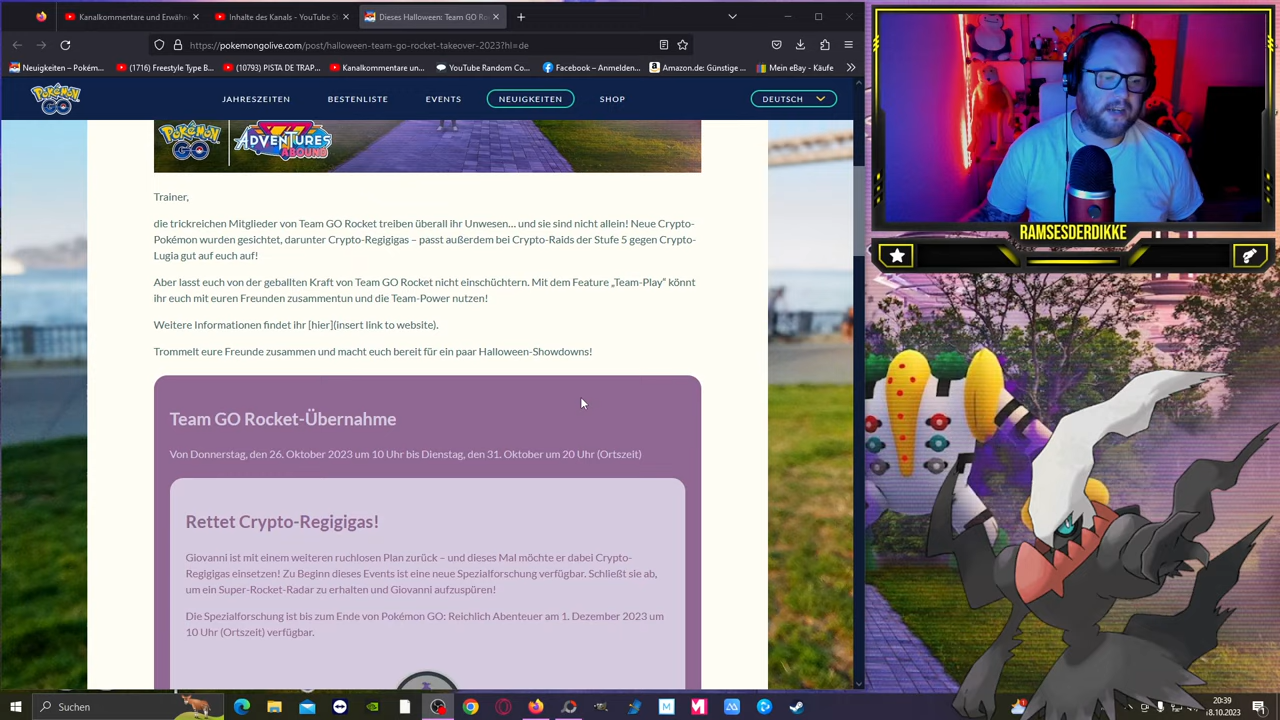 Kanalkommentare und Erwähn
Inhalte des Kanals - YouTube S
Dieses Halloween: Team GO Ro
https://pokemongolive.com/post/halloween-team-go-rocket-takeover-2023?hl=de
Neuigkeiten – Pokém...
(1716) Freestyle Type B...
(10793) PISTA DE TRAP...
Kanalkommentare un...
YouTube Random Co...
Facebook – Anmelden...
Amazon.de: Günstige ...
Mein eBay - Käufe
POKÉMON GO
JAHRESZEITEN
BESTENLISTE
EVENTS
NEUIGKEITEN
SHOP
DEUTSCH
POKÉMON GO
ADVENTURES ABOUND
Trainer,
die trickreichen Mitglieder von Team GO Rocket treiben überall ihr Unwesen... und sie sind nicht allein! Neue Crypto-
Pokémon wurden gesichtet, darunter Crypto-Regigigas – passt außerdem bei Crypto-Raids der Stufe 5 gegen Crypto-
Lugia gut auf euch auf!
Aber lasst euch von der geballten Kraft von Team GO Rocket nicht einschüchtern. Mit dem Feature „Team-Play“ könnt
ihr euch mit euren Freunden zusammentun und die Team-Power nutzen!
Weitere Informationen findet ihr [hier](insert link to website).
Trommelt eure Freunde zusammen und macht euch bereit für ein paar Halloween-Showdowns!
Team GO Rocket-Übernahme
Von Donnerstag, den 26. Oktober 2023 um 10 Uhr bis Dienstag, den 31. Oktober um 20 Uhr (Ortszeit)
Rettet Crypto-Regigigas!
Giovanni ist mit einem weiteren ruchlosen Plan zurück – und dieses Mal möchte er dabei Crypto-
Regigigas einsetzen! Zu Beginn dieses Events ist eine neue Spezialforschung verfügbar. Schließt sie ab,
um ein Super-Rocket-Radar zu erhalten und Giovanni aufzuspüren!
Die Spezialforschung ist bis zum Ende von Pokémon GO: Reichlich Abenteuer am 1. Dezember 2023 um
10 Uhr (Ortszeit) verfügbar.
RAMSESDERDIKKE
Suchen
20:39
18.10.2023